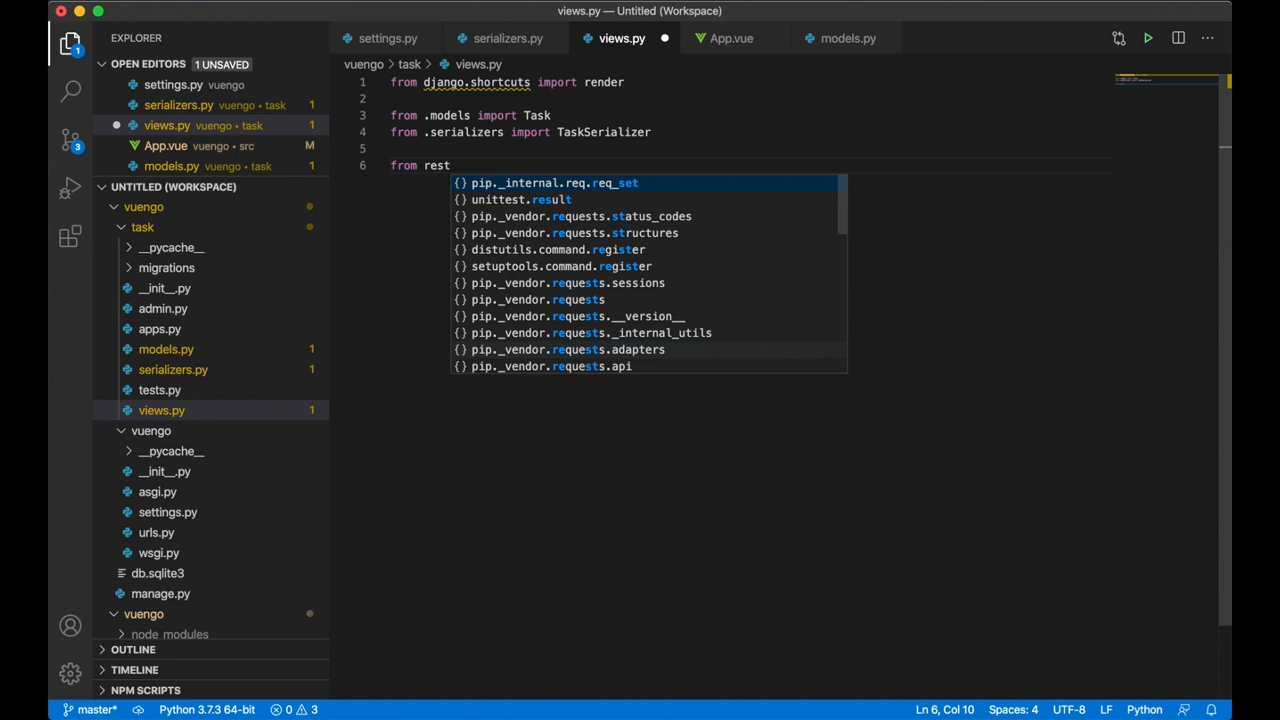 views.py — Untitled (Workspace)
EXPLORER
settings.py
serializers.py
views.py
App.vue
models.py
OPEN EDITORS 1 UNSAVED
settings.py vuengo
serializers.py vuengo • task 1
views.py vuengo • task 1
App.vue vuengo • src M
models.py vuengo • task 1
UNTITLED (WORKSPACE)
vuengo
task
__pycache__
migrations
__init__.py
admin.py
apps.py
models.py 1
serializers.py 1
tests.py
views.py 1
vuengo
__pycache__
__init__.py
asgi.py
settings.py
urls.py
wsgi.py
db.sqlite3
manage.py
vuengo
node_modules
OUTLINE
TIMELINE
NPM SCRIPTS
1
3
vuengo > task > views.py
1 from django.shortcuts import render
2
3 from .models import Task
4 from .serializers import TaskSerializer
5
6 from rest
{} pip._internal.req.req_set
{} unittest.result
{} pip._vendor.requests.status_codes
{} pip._vendor.requests.structures
{} distutils.command.register
{} setuptools.command.register
{} pip._vendor.requests.sessions
{} pip._vendor.requests
{} pip._vendor.requests.__version__
{} pip._vendor.requests._internal_utils
{} pip._vendor.requests.adapters
{} pip._vendor.requests.api
master* Python 3.7.3 64-bit 0 3 Ln 6, Col 10 Spaces: 4 UTF-8 LF Python